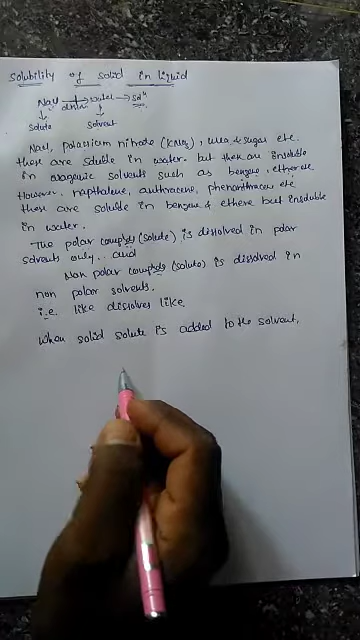 Solubility of solid in liquid
NaCl → water → Sol^n
Solute Solvent
NaCl, potassium nitrate (KNO3), urea & sugar etc.
these are soluble in water. but then are insoluble
in organic solvents such as benzene, ether etc
However, napthalene, anthracene, phenanthracene etc
these are soluble in benzene & ethere but insoluble
in water.
The polar compds (solute) is dissolved in polar
solvents only.. and
Non polar compds (solute) is dissolved in
non polar solvents.
i.e. like dissolves like.
When solid solute is added to the solvent,